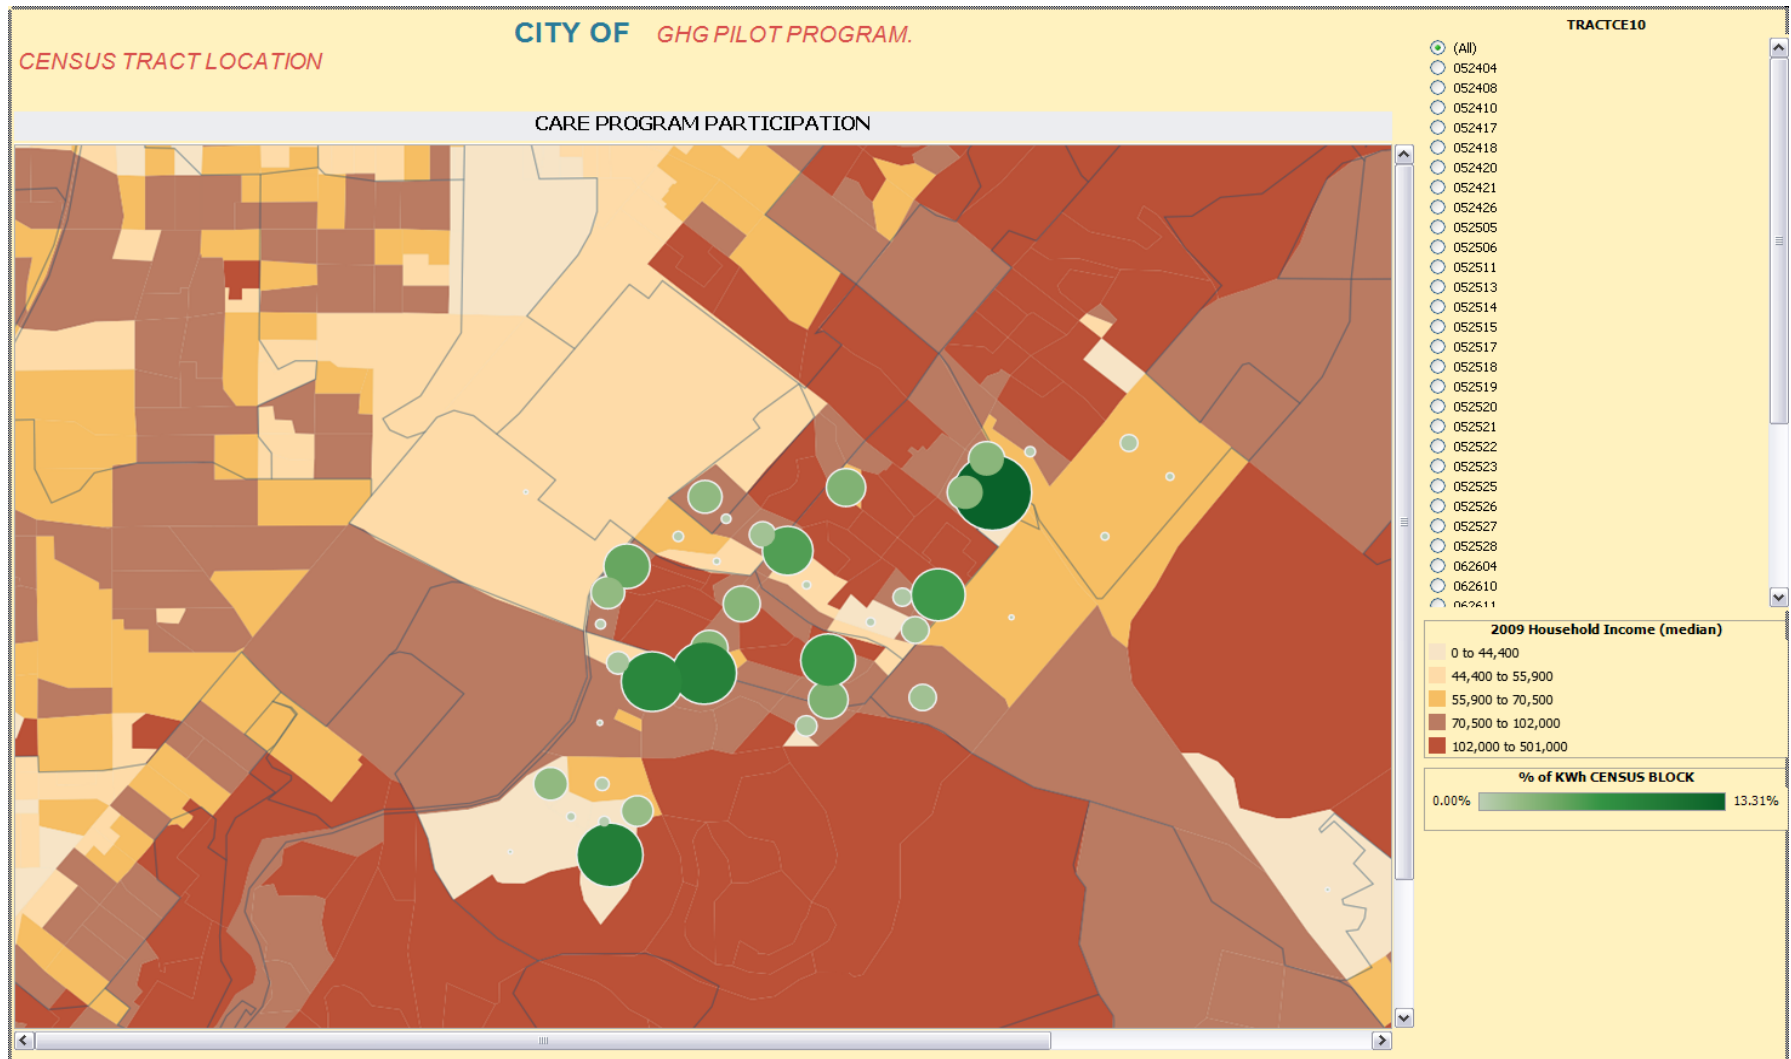 CITY OF GHG PILOT PROGRAM.
CENSUS TRACT LOCATION
CARE PROGRAM PARTICIPATION
TRACTCE10
(All)
052404
052408
052410
052417
052418
052420
052421
052426
052505
052506
052511
052513
052514
052515
052517
052518
052519
052520
052521
052522
052523
052525
052526
052527
052528
062604
062610
062611
2009 Household Income (median)
0 to 44,400
44,400 to 55,900
55,900 to 70,500
70,500 to 102,000
102,000 to 501,000
% of KWh CENSUS BLOCK
0.00% 13.31%